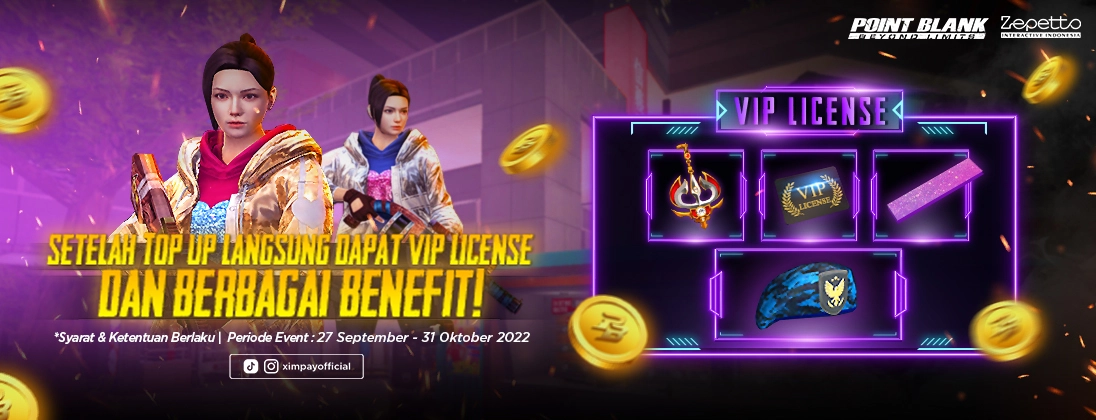 POINT BLANK
BEYOND LIMITS
Zepetto
INTERACTIVE INDONESIA
VIP LICENSE
VIP
LICENSE
SETELAH TOP UP LANGSUNG DAPAT VIP LICENSE
DAN BERBAGAI BENEFIT!
*Syarat & Ketentuan Berlaku | Periode Event : 27 September - 31 Oktober 2022
ximpayofficial